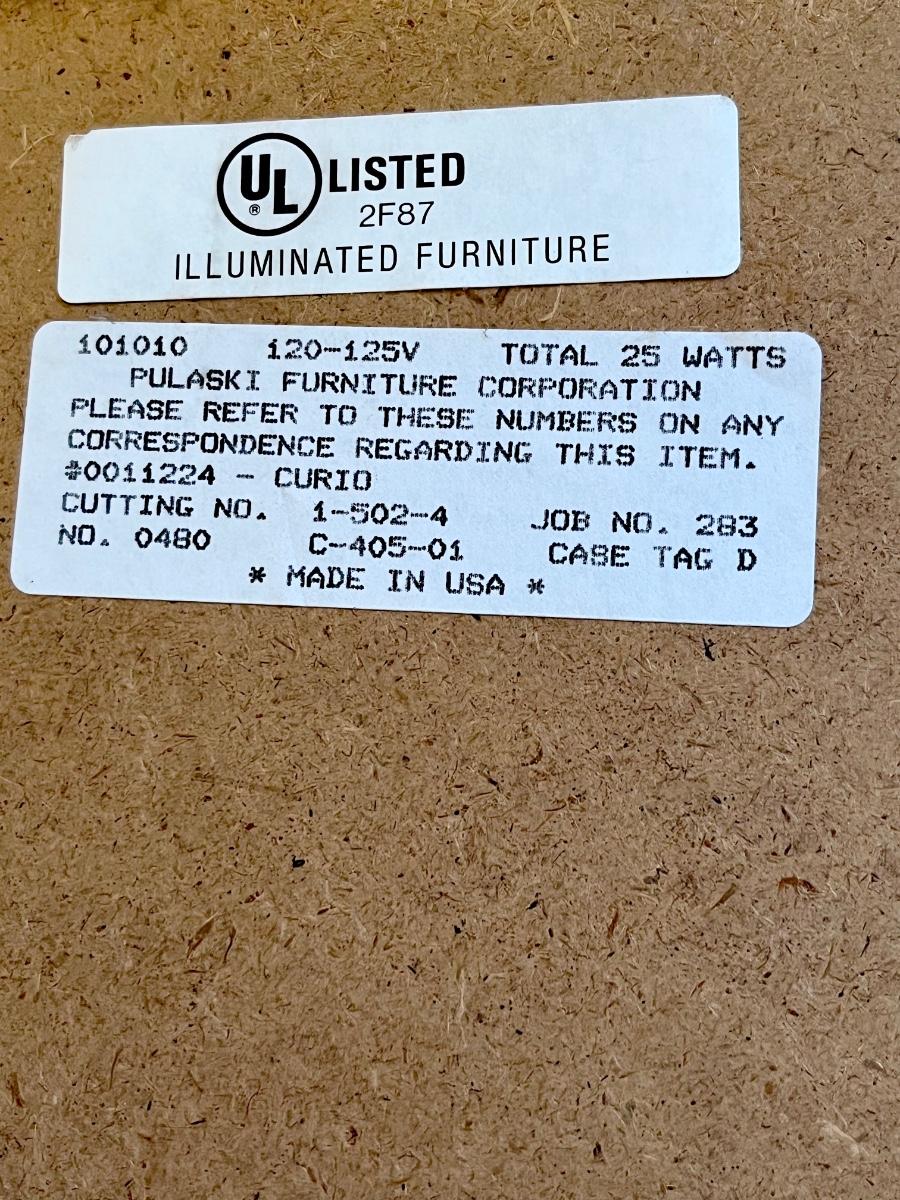 UL® LISTED
2F87
ILLUMINATED FURNITURE
101010 120-125V TOTAL 25 WATTS
PULASKI FURNITURE CORPORATION
PLEASE REFER TO THESE NUMBERS ON ANY
CORRESPONDENCE REGARDING THIS ITEM.
#0011224 - CURIO
CUTTING NO. 1-502-4 JOB NO. 283
NO. 0480 C-405-01 CASE TAG D
* MADE IN USA *